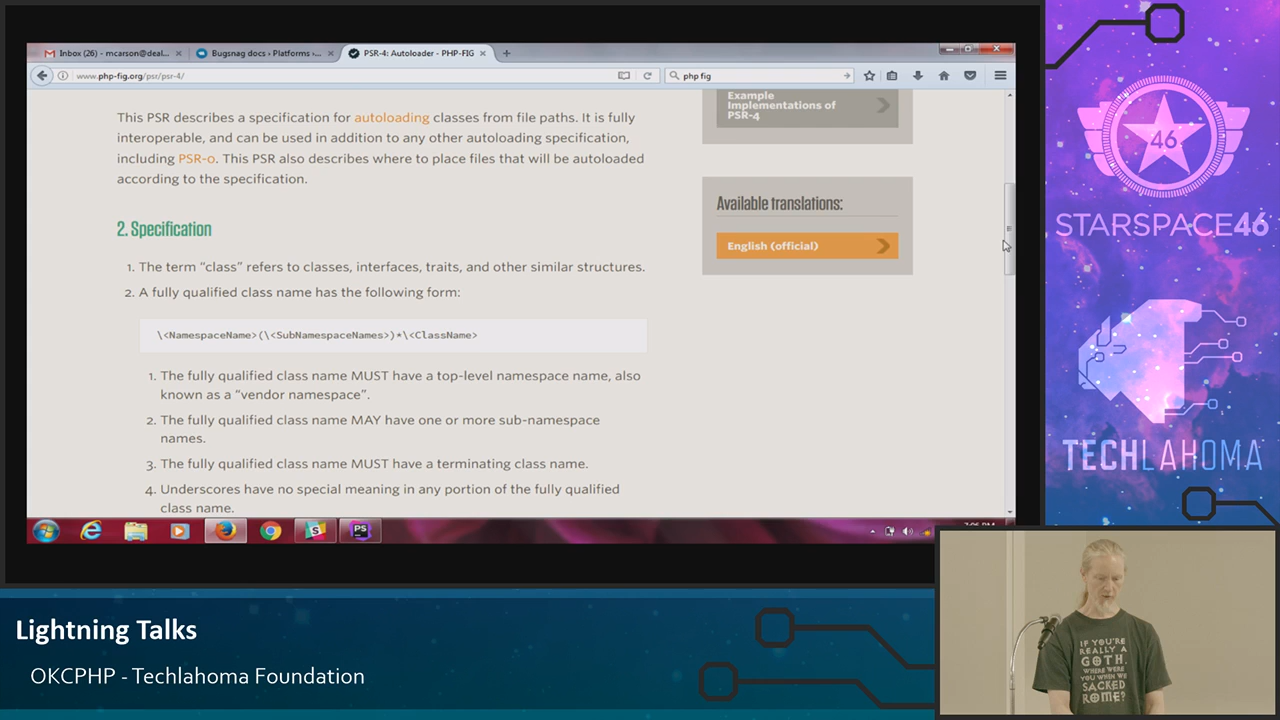 Inbox (26) - mcarson@deal...
Bugsnag docs › Platforms ›...
PSR-4: Autoloader - PHP-FIG
www.php-fig.org/psr/psr-4/
php fig
This PSR describes a specification for autoloading classes from file paths. It is fully
interoperable, and can be used in addition to any other autoloading specification,
including PSR-0. This PSR also describes where to place files that will be autoloaded
according to the specification.
2. Specification
1. The term “class” refers to classes, interfaces, traits, and other similar structures.
2. A fully qualified class name has the following form:
\<NamespaceName>(\<SubNamespaceNames>)*\<ClassName>
1. The fully qualified class name MUST have a top-level namespace name, also
known as a “vendor namespace”.
2. The fully qualified class name MAY have one or more sub-namespace
names.
3. The fully qualified class name MUST have a terminating class name.
4. Underscores have no special meaning in any portion of the fully qualified
class name.
Example
Implementations of
PSR-4
Available translations:
English (official)
PS
46
STARSPACE46
TECHLAHOMA
Lightning Talks
OKCPHP - Techlahoma Foundation
IF YOU'RE
REALLY A
GOTH,
WHERE WERE
YOU WHEN WE
SACKED
ROME?